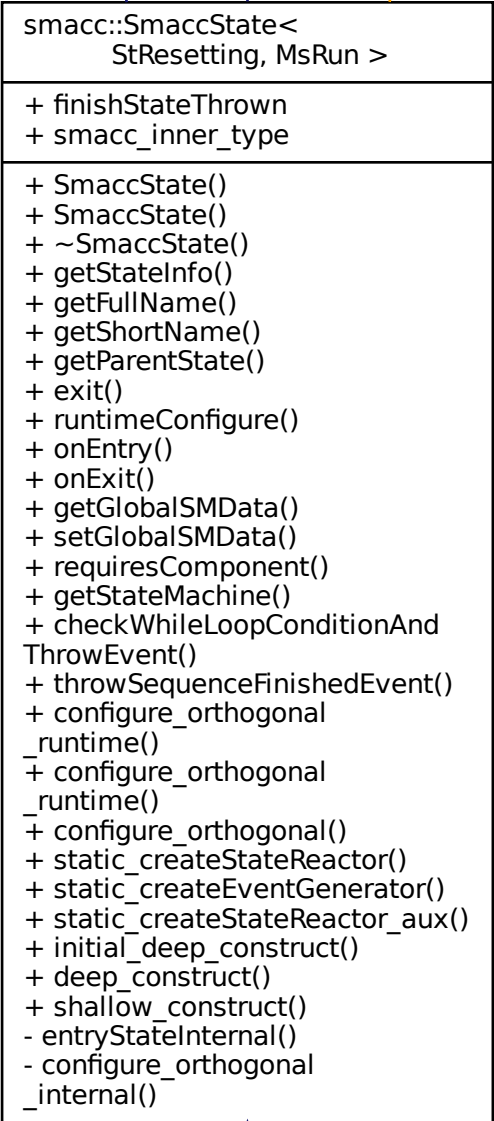 smacc::SmaccState<
StResetting, MsRun >
+ finishStateThrown
+ smacc_inner_type
+ SmaccState()
+ SmaccState()
+ ~SmaccState()
+ getStateInfo()
+ getFullName()
+ getShortName()
+ getParentState()
+ exit()
+ runtimeConfigure()
+ onEntry()
+ onExit()
+ getGlobalSMData()
+ setGlobalSMData()
+ requiresComponent()
+ getStateMachine()
+ checkWhileLoopConditionAnd
ThrowEvent()
+ throwSequenceFinishedEvent()
+ configure_orthogonal
_runtime()
+ configure_orthogonal
_runtime()
+ configure_orthogonal()
+ static_createStateReactor()
+ static_createEventGenerator()
+ static_createStateReactor_aux()
+ initial_deep_construct()
+ deep_construct()
+ shallow_construct()
- entryStateInternal()
- configure_orthogonal
_internal()